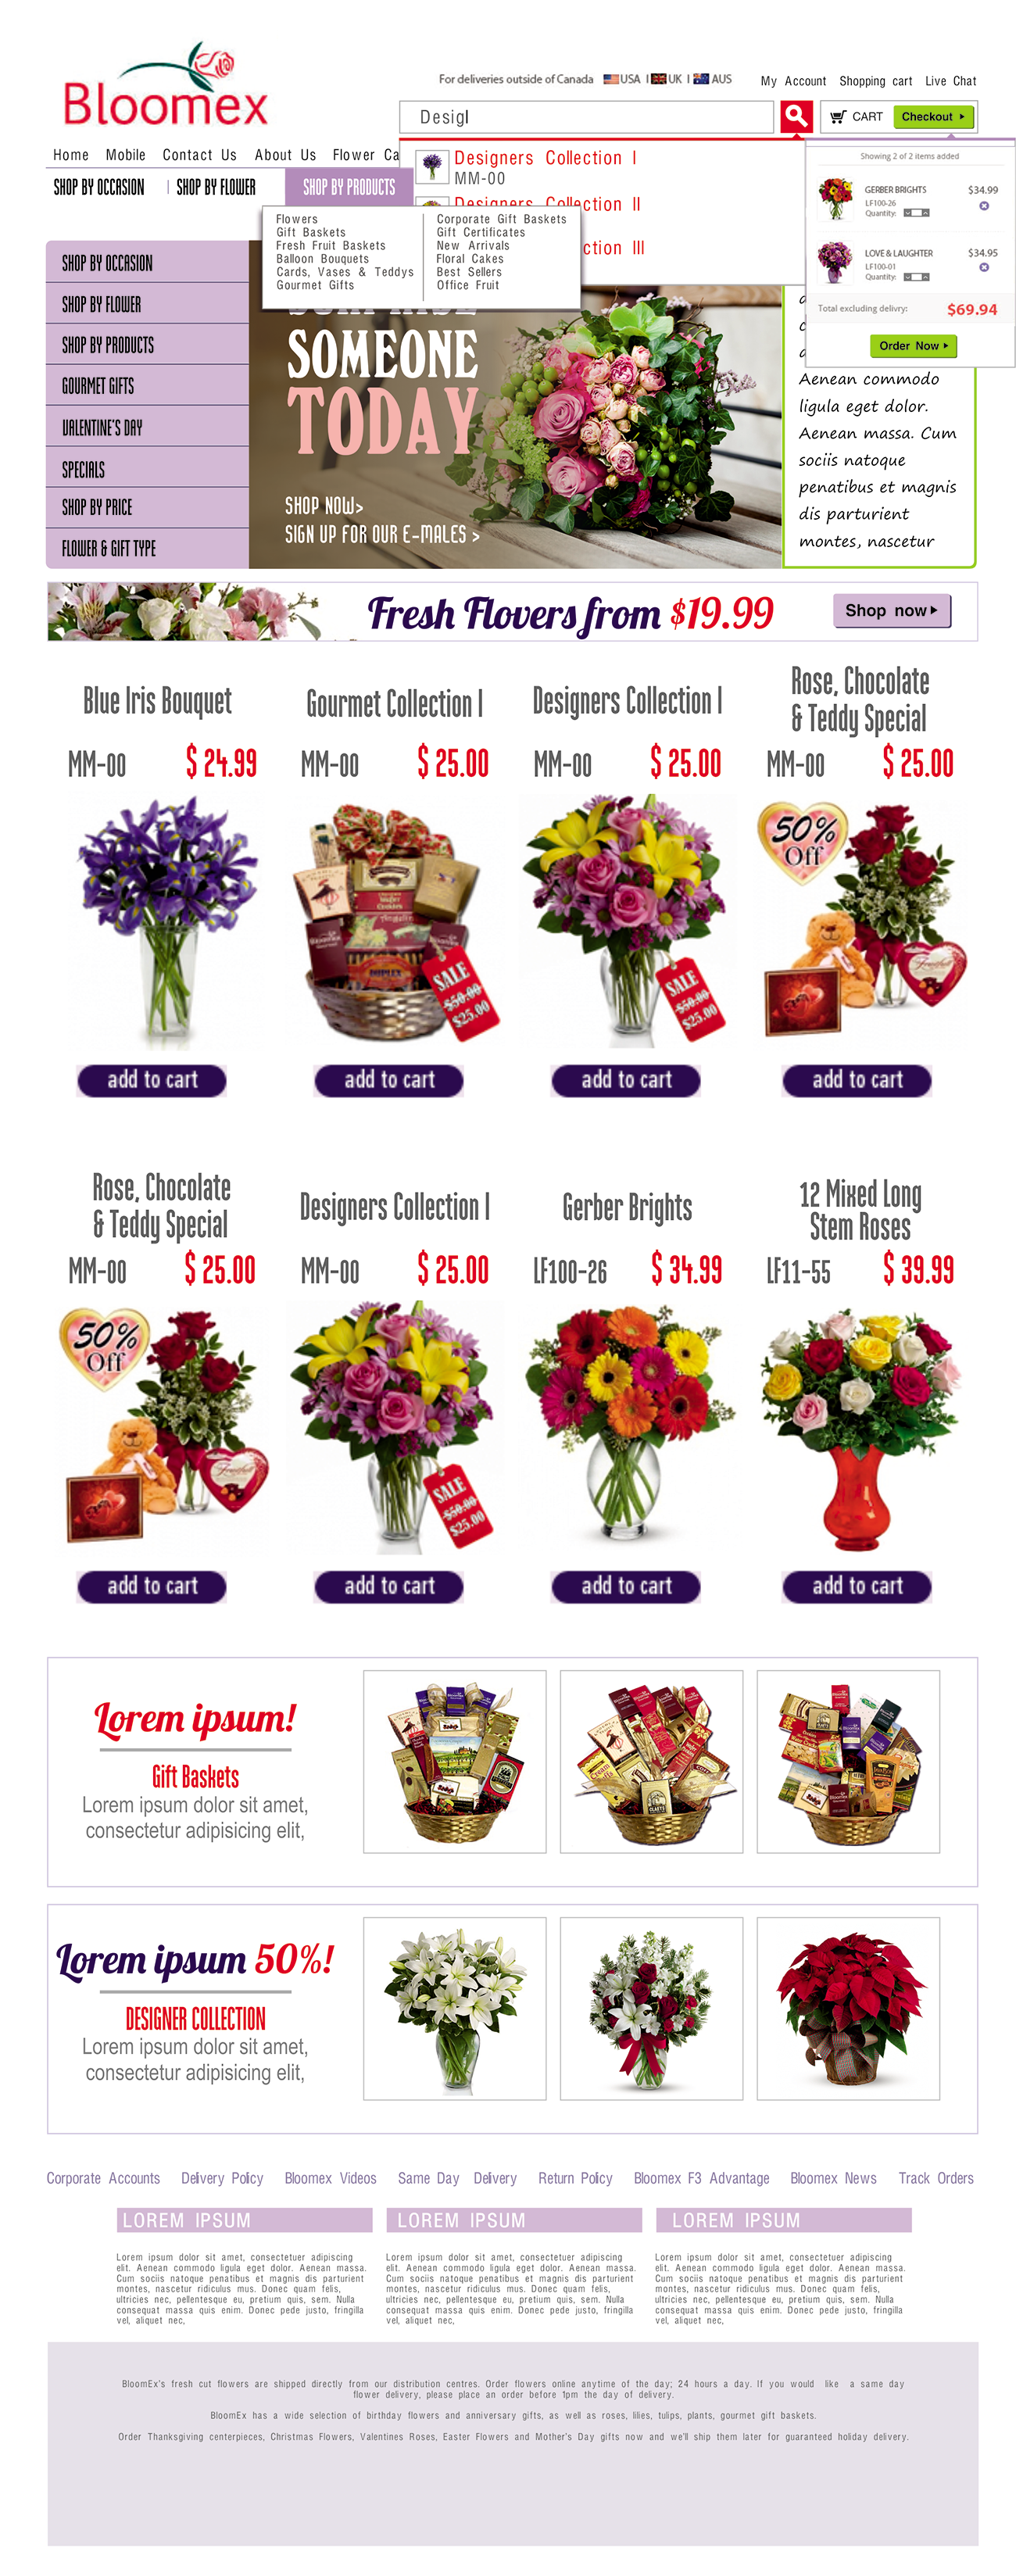 Bloomex
For deliveries outside of Canada USA | UK | AUS
My Account Shopping cart Live Chat
Desig
CART Checkout
Home Mobile Contact Us About Us Flower Ca
SHOP BY OCCASION | SHOP BY FLOWER SHOP BY PRODUCTS
Designers Collection I
MM-00
Designers Collection II
ction III
Flowers
Gift Baskets
Fresh Fruit Baskets
Balloon Bouquets
Cards, Vases & Teddys
Gourmet Gifts
Corporate Gift Baskets
Gift Certificates
New Arrivals
Floral Cakes
Best Sellers
Office Fruit
Showing 2 of 2 items added
GERBER BRIGHTS $34.99
LF100-26
Quantity:
LOVE & LAUGHTER $34.95
LF100-01
Quantity:
Total excluding delivry: $69.94
Order Now
SHOP BY OCCASION
SHOP BY FLOWER
SHOP BY PRODUCTS
GOURMET GIFTS
VALENTINE'S DAY
SPECIALS
SHOP BY PRICE
FLOWER & GIFT TYPE
SOMEONE
TODAY
SHOP NOW>
SIGN UP FOR OUR E-MALES >
Aenean commodo
ligula eget dolor.
Aenean massa. Cum
sociis natoque
penatibus et magnis
dis parturient
montes, nascetur
Fresh Flovers from $19.99
Shop now
Blue Iris Bouquet
MM-00 $ 24.99
Gourmet Collection I
MM-00 $ 25.00
Designers Collection I
MM-00 $ 25.00
Rose, Chocolate
& Teddy Special
MM-00 $ 25.00
SALE
$50.00
$25.00
SALE
$50.00
$25.00
50%
Off
add to cart
add to cart
add to cart
add to cart
Rose, Chocolate
& Teddy Special
MM-00 $ 25.00
Designers Collection I
MM-00 $ 25.00
Gerber Brights
LF100-26 $ 34.99
12 Mixed Long
Stem Roses
LF11-55 $ 39.99
50%
Off
SALE
$50.00
$25.00
add to cart
add to cart
add to cart
add to cart
Lorem ipsum!
Gift Baskets
Lorem ipsum dolor sit amet,
consectetur adipisicing elit,
Lorem ipsum 50%!
DESIGNER COLLECTION
Lorem ipsum dolor sit amet,
consectetur adipisicing elit,
Corporate Accounts Delivery Policy Bloomex Videos Same Day Delivery Return Policy Bloomex F3 Advantage Bloomex News Track Orders
LOREM IPSUM
Lorem ipsum dolor sit amet, consectetuer adipiscing
elit. Aenean commodo ligula eget dolor. Aenean massa.
Cum sociis natoque penatibus et magnis dis parturient
montes, nascetur ridiculus mus. Donec quam felis,
ultricies nec, pellentesque eu, pretium quis, sem. Nulla
consequat massa quis enim. Donec pede justo, fringilla
vel, aliquet nec,
LOREM IPSUM
Lorem ipsum dolor sit amet, consectetuer adipiscing
elit. Aenean commodo ligula eget dolor. Aenean massa.
Cum sociis natoque penatibus et magnis dis parturient
montes, nascetur ridiculus mus. Donec quam felis,
ultricies nec, pellentesque eu, pretium quis, sem. Nulla
consequat massa quis enim. Donec pede justo, fringilla
vel, aliquet nec,
LOREM IPSUM
Lorem ipsum dolor sit amet, consectetuer adipiscing
elit. Aenean commodo ligula eget dolor. Aenean massa.
Cum sociis natoque penatibus et magnis dis parturient
montes, nascetur ridiculus mus. Donec quam felis,
ultricies nec, pellentesque eu, pretium quis, sem. Nulla
consequat massa quis enim. Donec pede justo, fringilla
vel, aliquet nec,
BloomEx's fresh cut flowers are shipped directly from our distribution centres. Order flowers online anytime of the day; 24 hours a day. If you would like a same day
flower delivery, please place an order before 1pm the day of delivery.
BloomEx has a wide selection of birthday flowers and anniversary gifts, as well as roses, lilies, tulips, plants, gourmet gift baskets.
Order Thanksgiving centerpieces, Christmas Flowers, Valentines Roses, Easter Flowers and Mother's Day gifts now and we'll ship them later for guaranteed holiday delivery.